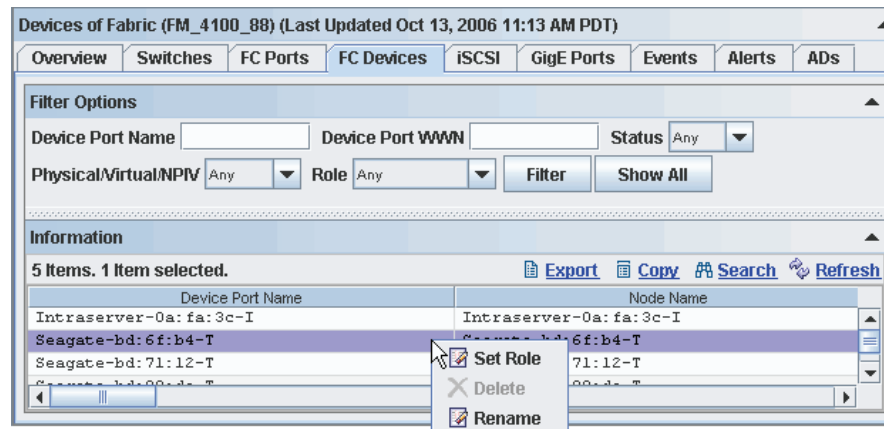 Devices of Fabric (FM_4100_88) (Last Updated Oct 13, 2006 11:13 AM PDT)
Overview Switches FC Ports FC Devices iSCSI GigE Ports Events Alerts ADs
Filter Options
Device Port Name Device Port WWN Status Any
Physical/Virtual/NPIV Any Role Any Filter Show All
Information
5 Items. 1 Item selected. Export Copy Search Refresh
Device Port Name Node Name
Intraserver-0a:fa:3c-I Intraserver-0a:fa:3c-I
Seagate-bd:6f:b4-T Seagate-bd:6f:b4-T
Seagate-bd:71:12-T 71:12-T
Set Role
Delete
Rename